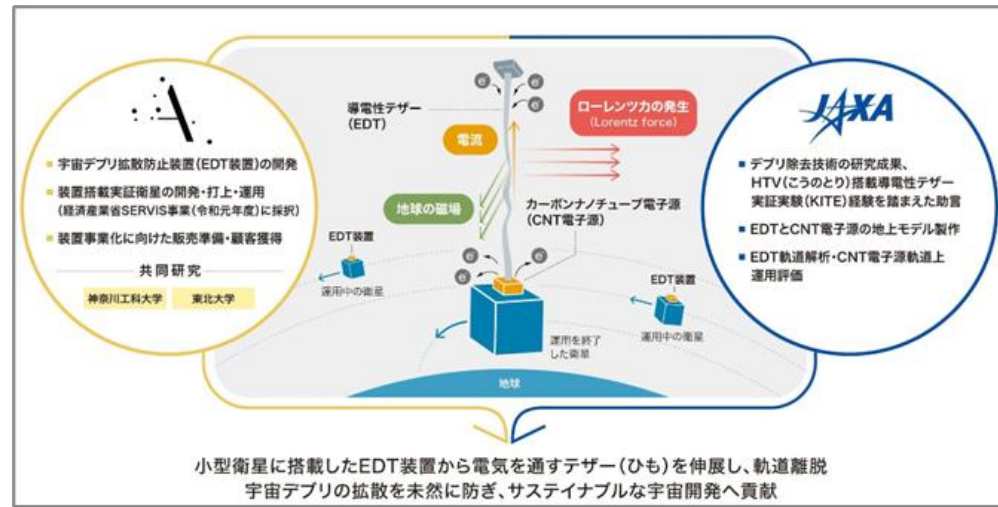 A
■ 宇宙デブリ拡散防止装置(EDT装置)の開発
■ 装置搭載実証衛星の開発・打上・運用
(経済産業省SERVIS事業(令和元年度)に採択)
■ 装置事業化に向けた販売準備・顧客獲得
共同研究
神奈川工科大学
東北大学
導電性テザー
(EDT)
e⁻
e⁻
e⁻
e⁻
電流
ローレンツ力の発生
(Lorentz force)
地球の磁場
カーボンナノチューブ電子源
(CNT電子源)
e⁻
e⁻
e⁻
EDT装置
運用中の衛星
EDT装置
運用中の衛星
運用を終了
した衛星
地球
JAXA
■ デブリ除去技術の研究成果、
HTV(こうのとり)搭載導電性テザー
実証実験(KITE)経験を踏まえた助言
■ EDTとCNT電子源の地上モデル製作
■ EDT軌道解析・CNT電子源軌道上
運用評価
小型衛星に搭載したEDT装置から電気を通すテザー(ひも)を伸展し、軌道離脱
宇宙デブリの拡散を未然に防ぎ、サステイナブルな宇宙開発へ貢献